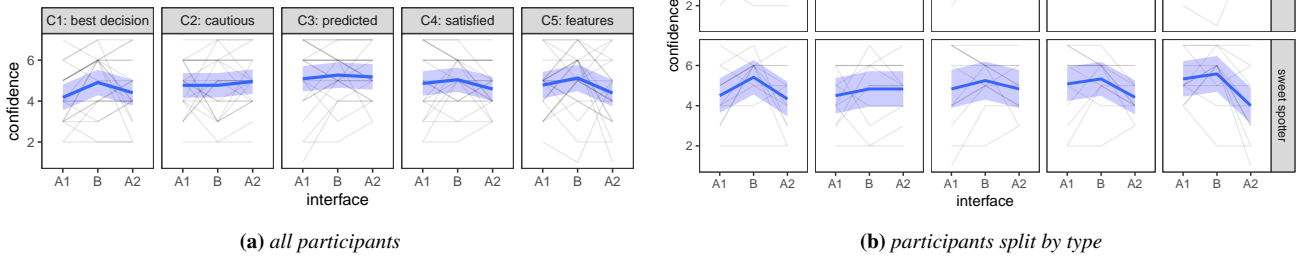 C1: best decision C2: cautious C3: predicted C4: satisfied C5: features
confidence
6
4
2
A1 B A2 A1 B A2 A1 B A2 A1 B A2 A1 B A2
interface
(a) all participants
confidence
2
6
4
2
sweet spotter
A1 B A2 A1 B A2 A1 B A2 A1 B A2 A1 B A2
interface
(b) participants split by type